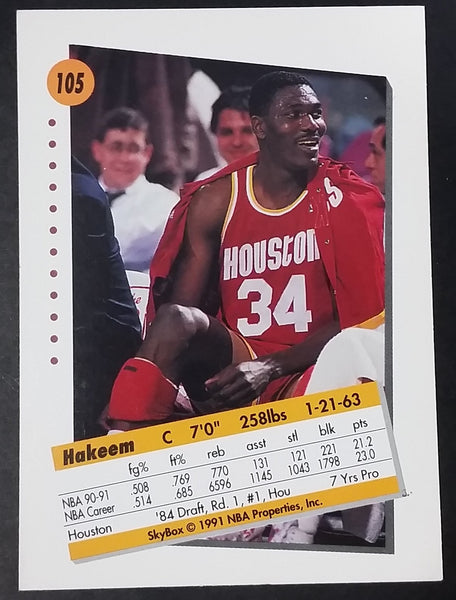 105
HOUSTON
34
Hakeem C 7'0" 258lbs 1-21-63
fg% ft% reb asst stl blk pts
NBA 90-91 .508 .769 770 131 121 221 21.2
NBA Career .514 .685 6596 1145 1043 1798 23.0
Houston '84 Draft, Rd. 1, #1, Hou 7 Yrs Pro
SkyBox © 1991 NBA Properties, Inc.